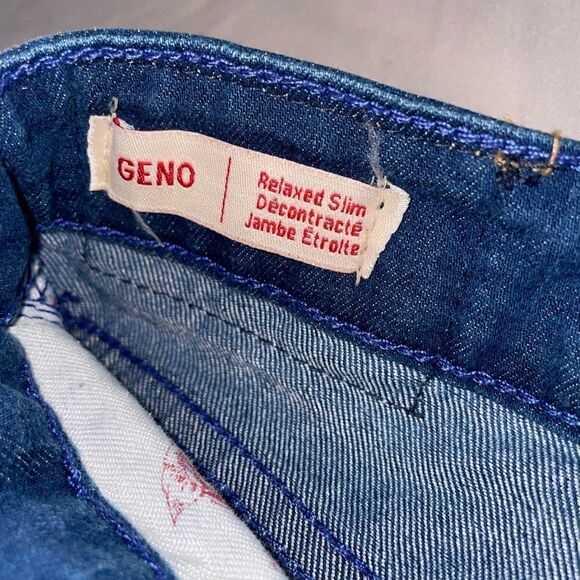 GENO
Relaxed Slim
Décontracté
Jambe Étroite